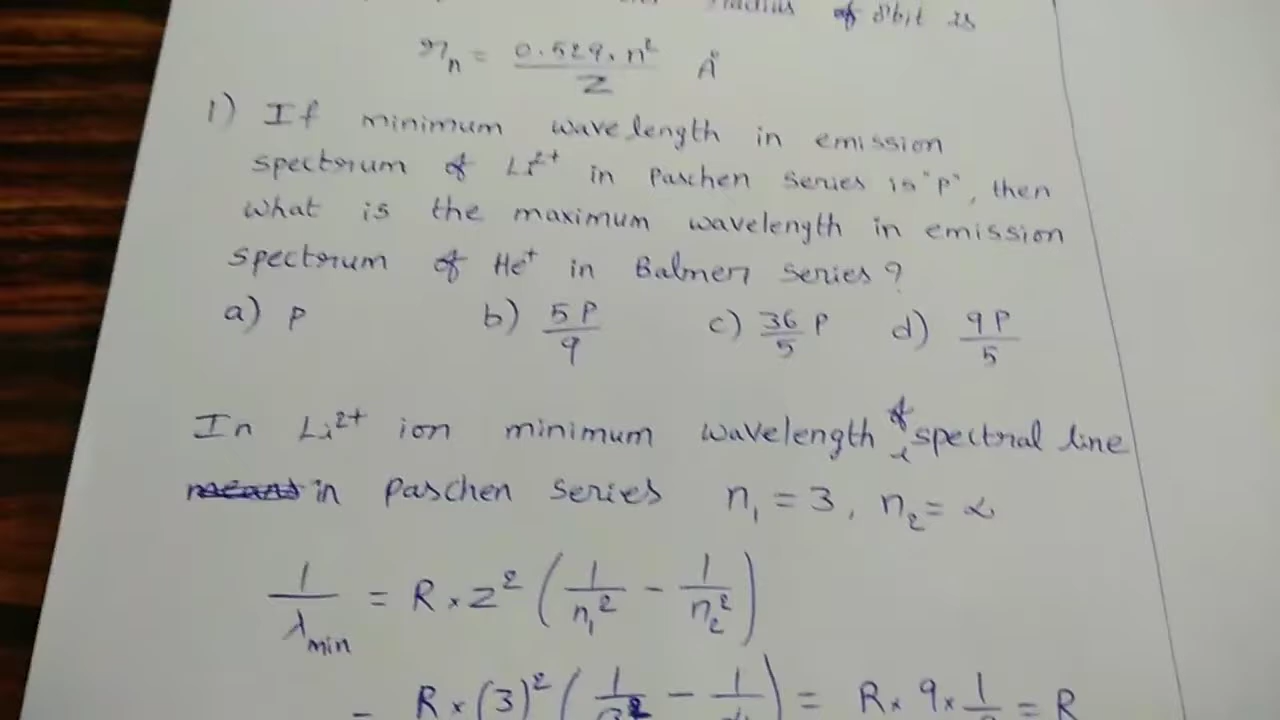 radius of orbit is
rn = 0.529 . n² / Z Å
1) If minimum wavelength in emission
spectrum of Li²⁺ in Paschen series is "P", then
what is the maximum wavelength in emission
spectrum of He⁺ in Balmer series ?
a) P b) 5P/9 c) 36/5 P d) 9P/5
In Li²⁺ ion minimum wavelength of spectral line
in Paschen series n₁ = 3, n₂ = ∝
1/λmin = R × Z² (1/n₁² - 1/n₂²)
= R × (3)² (1/3² - 1/∝) = R × 9 × 1/9 = R